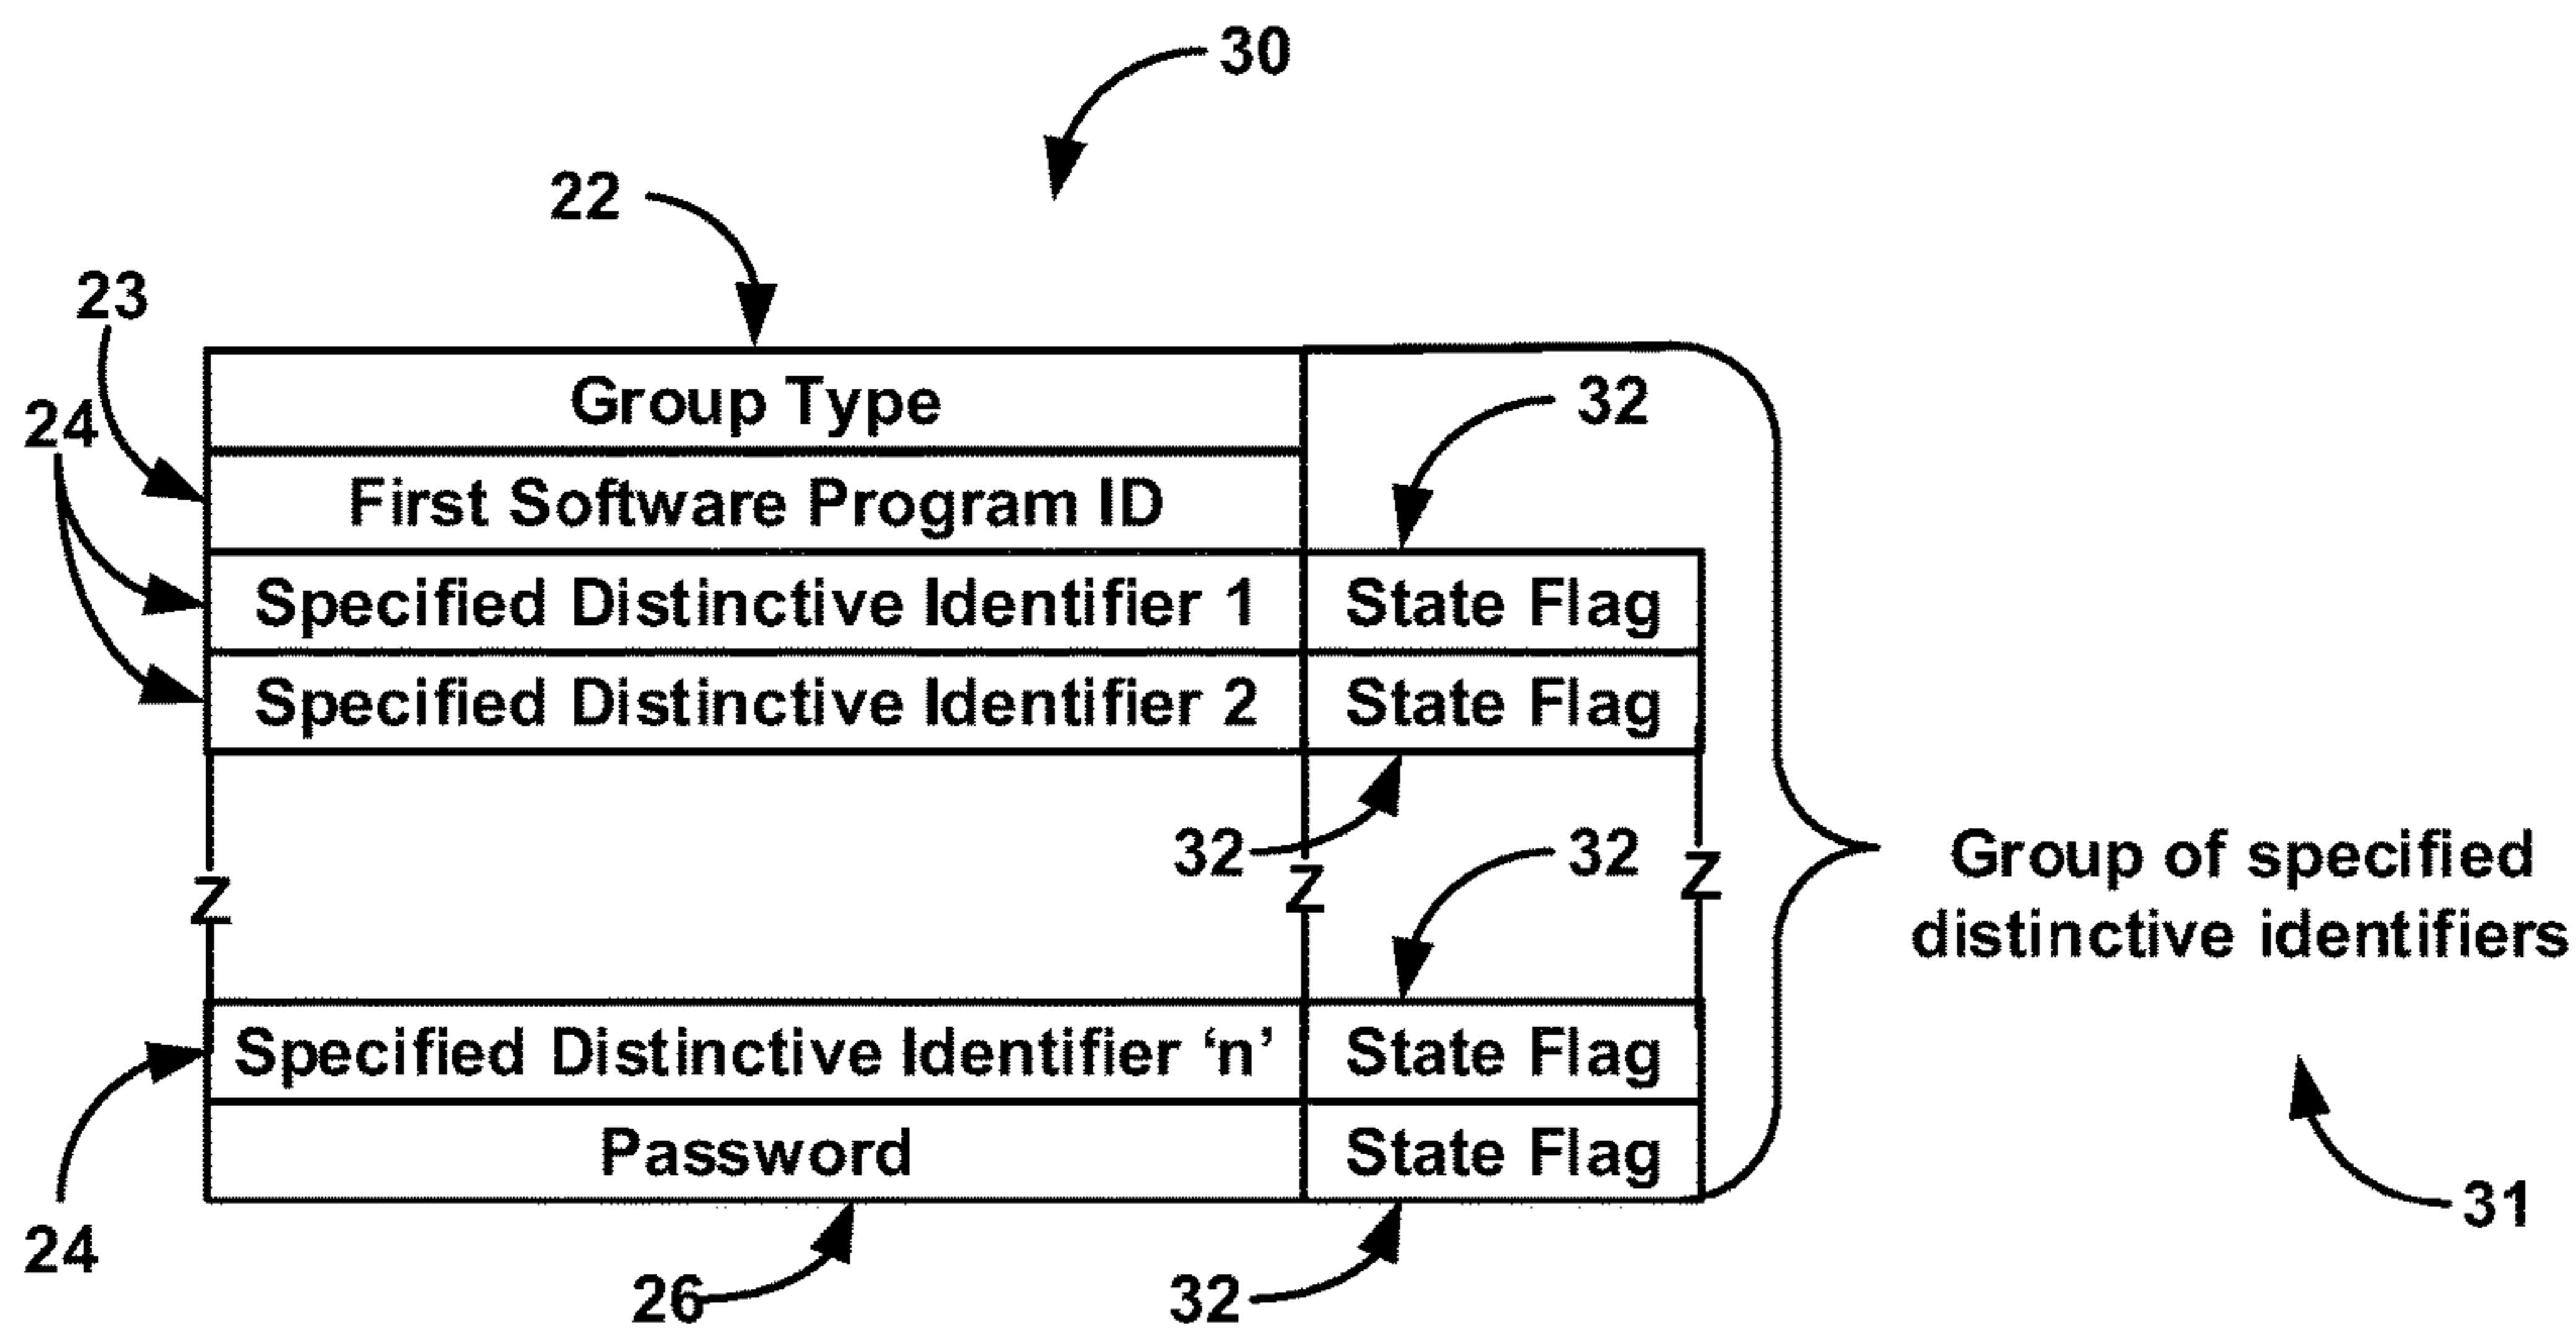 30
22
23
Group Type
32
24
First Software Program ID
Specified Distinctive Identifier 1 State Flag
Specified Distinctive Identifier 2 State Flag
32
32
Z
Z
Z
Group of specified
distinctive identifiers
Specified Distinctive Identifier ‘n’ State Flag
Password State Flag
31
24
26
32